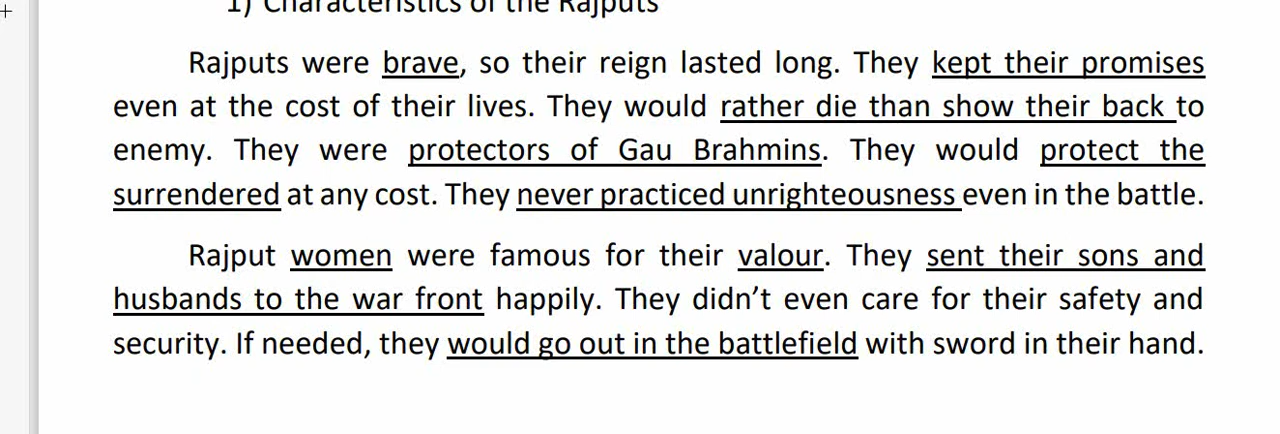 1) Characteristics of the Rajputs
Rajputs were brave, so their reign lasted long. They kept their promises
even at the cost of their lives. They would rather die than show their back to
enemy. They were protectors of Gau Brahmins. They would protect the
surrendered at any cost. They never practiced unrighteousness even in the battle.
Rajput women were famous for their valour. They sent their sons and
husbands to the war front happily. They didn’t even care for their safety and
security. If needed, they would go out in the battlefield with sword in their hand.